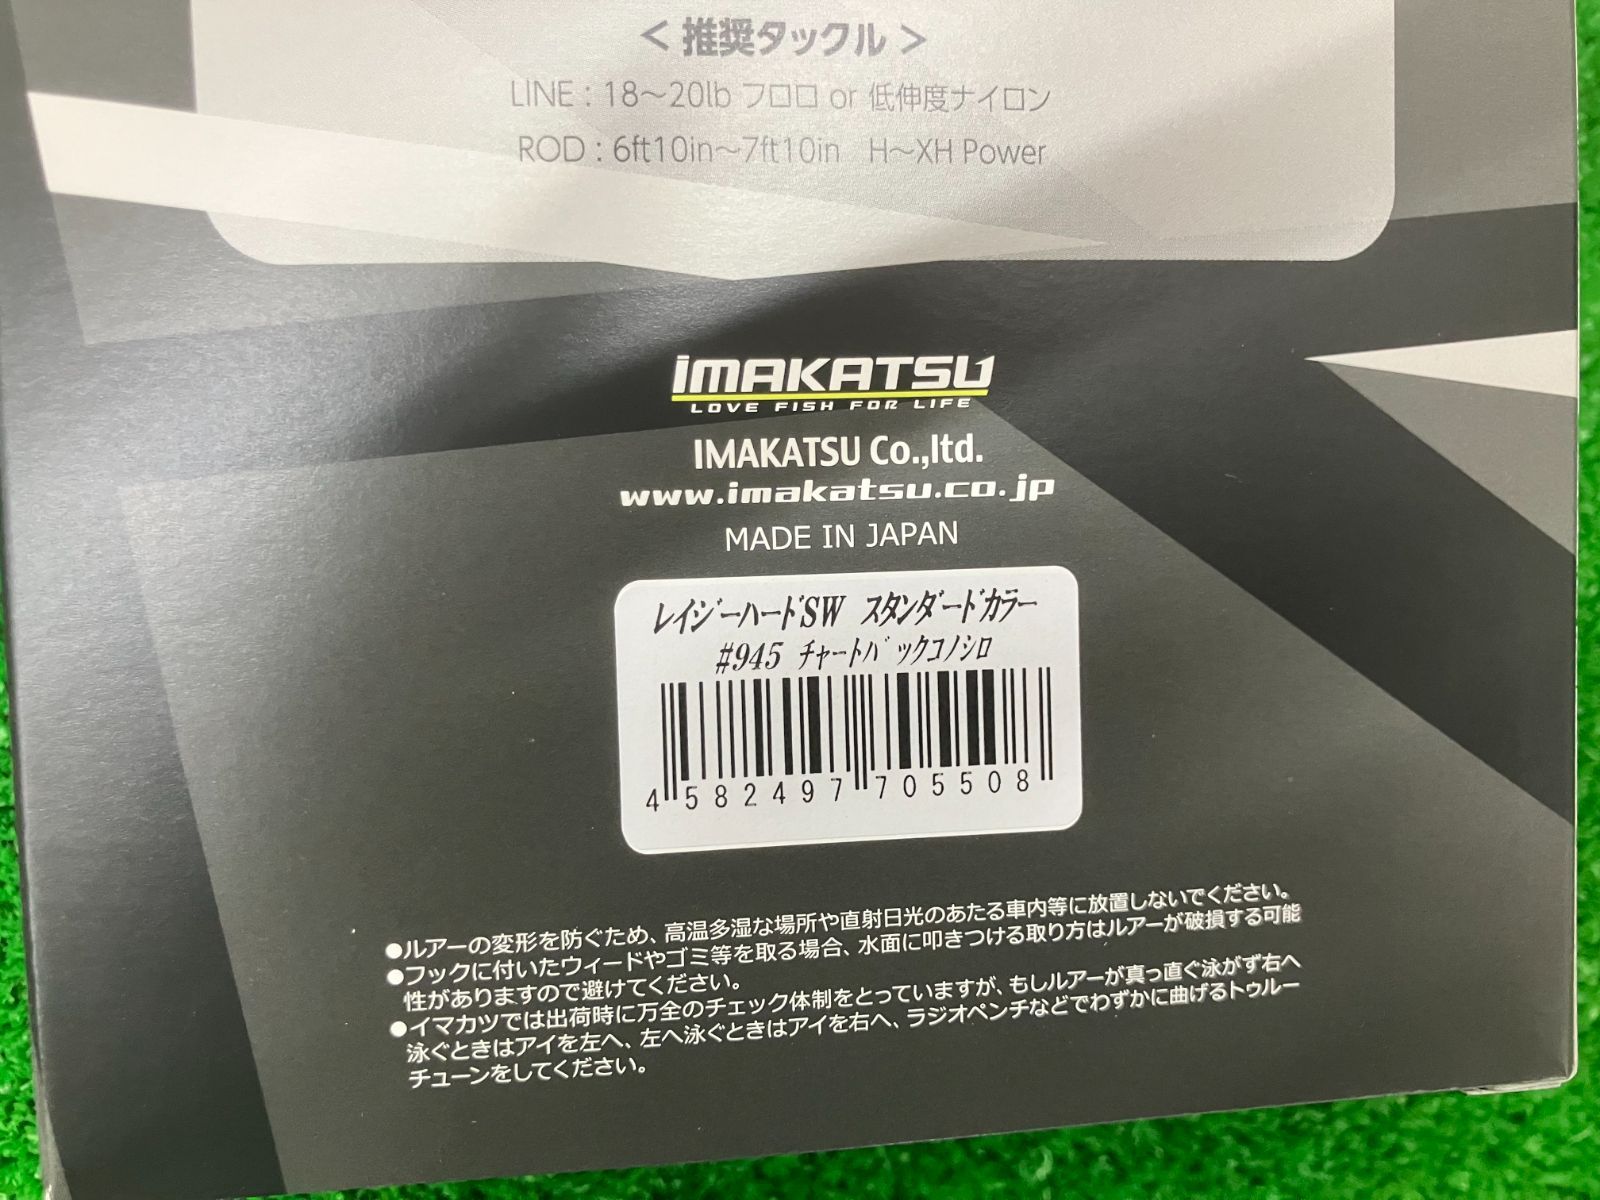 ＜ 推奨タックル ＞
LINE : 18～20lb フロロ or 低伸度ナイロン
ROD : 6ft10in～7ft10in H～XH Power
IMAKATSU
LOVE FISH FOR LIFE
IMAKATSU Co.,ltd.
www.imakatsu.co.jp
MADE IN JAPAN
レイジーハードSW スタンダードカラー
#945 チャートバックコノシロ
4 582497 705508
●ルアーの変形を防ぐため、高温多湿な場所や直射日光のあたる車内等に放置しないでください。
●フックに付いたウィードやゴミ等を取る場合、水面に叩きつける取り方はルアーが破損する可能
性がありますので避けてください。
●イマカツでは出荷時に万全のチェック体制をとっていますが、もしルアーが真っ直ぐ泳がず右へ
泳ぐときはアイを左へ、左へ泳ぐときはアイを右へ、ラジオペンチなどでわずかに曲げるトゥルー
チューンをしてください。